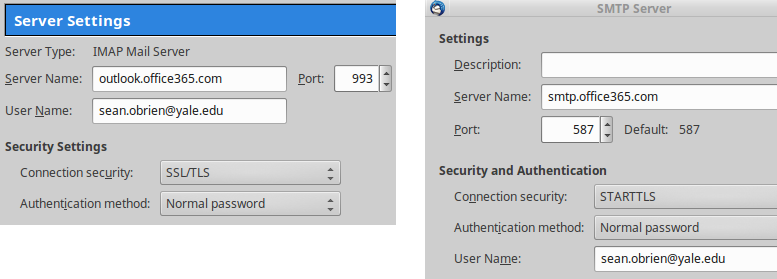 Server Settings
Server Type: IMAP Mail Server
Server Name: outlook.office365.com Port: 993
User Name: sean.obrien@yale.edu
Security Settings
Connection security: SSL/TLS
Authentication method: Normal password
SMTP Server
Settings
Description:
Server Name: smtp.office365.com
Port: 587 Default: 587
Security and Authentication
Connection security: STARTTLS
Authentication method: Normal password
User Name: sean.obrien@yale.edu